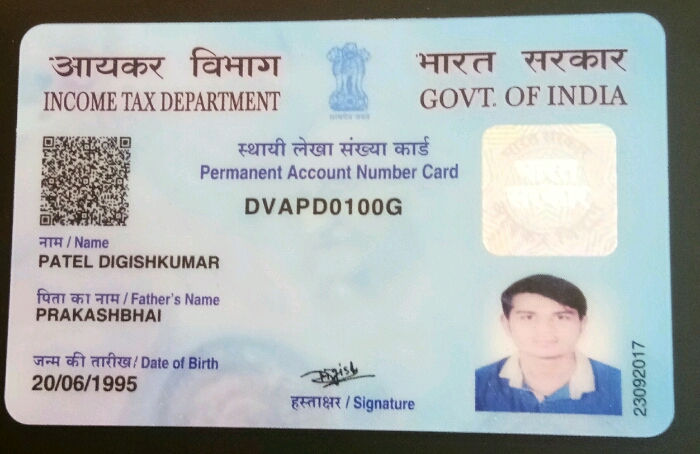 आयकर विभाग
INCOME TAX DEPARTMENT
भारत सरकार
GOVT. OF INDIA
स्थायी लेखा संख्या कार्ड
Permanent Account Number Card
DVAPD0100G
नाम / Name
PATEL DIGISHKUMAR
पिता का नाम / Father's Name
PRAKASHBHAI
जन्म की तारीख / Date of Birth
20/06/1995
हस्ताक्षर / Signature
23092017